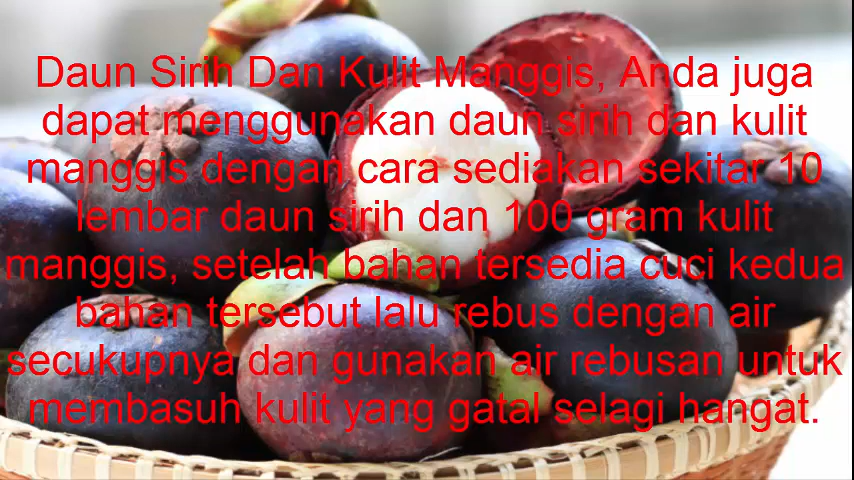 Daun Sirih Dan Kulit Manggis, Anda juga
dapat menggunakan daun sirih dan kulit
manggis dengan cara sediakan sekitar 10
lembar daun sirih dan 100 gram kulit
manggis, setelah bahan tersedia cuci kedua
bahan tersebut lalu rebus dengan air
secukupnya dan gunakan air rebusan untuk
membasuh kulit yang gatal selagi hangat.